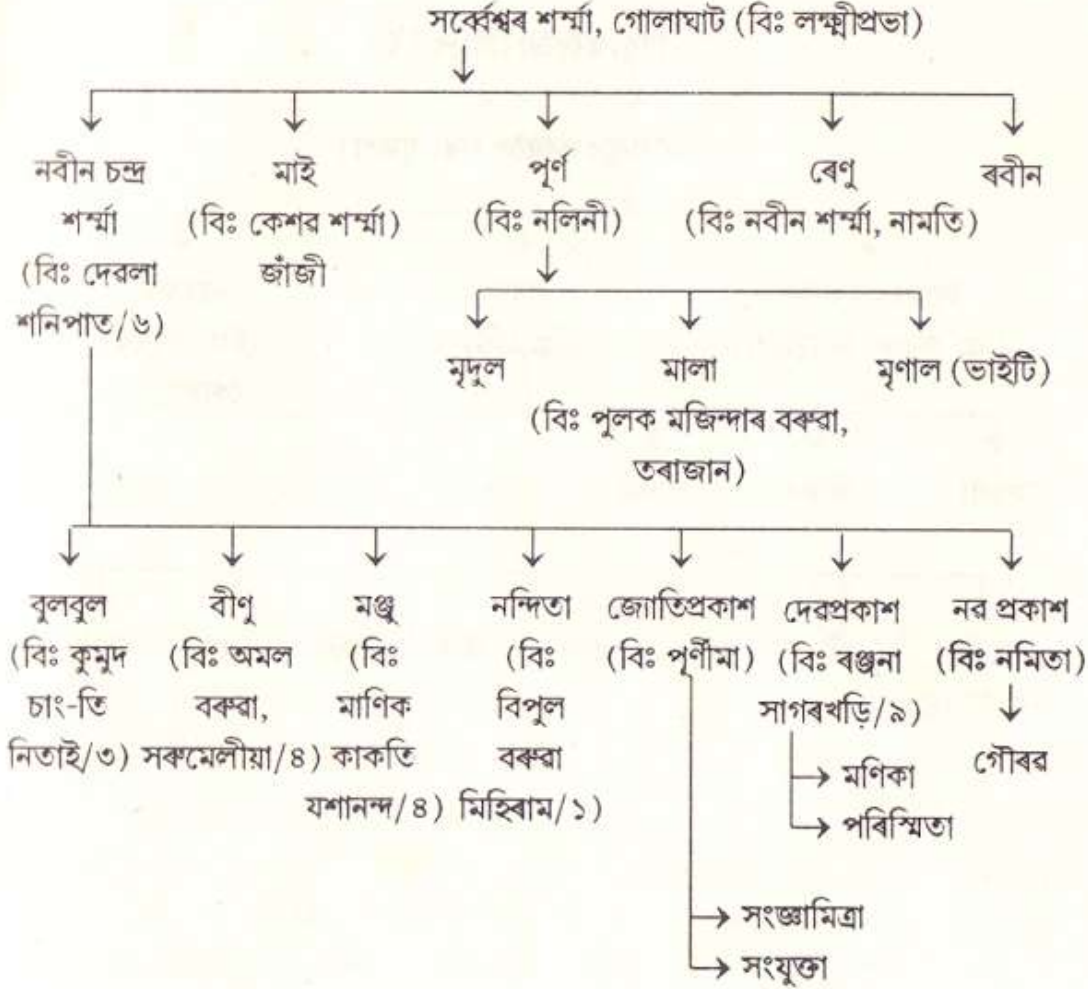 সৰ্ব্বেশ্বৰ শৰ্ম্মা, গোলাঘাট (বিঃ লক্ষ্মীপ্ৰভা)
নবীন চন্দ্ৰ মাই পূৰ্ণ ৰেণু ৰবীন
শৰ্ম্মা (বিঃ কেশৱ শৰ্ম্মা) (বিঃ নলিনী) (বিঃ নবীন শৰ্ম্মা, নামতি)
(বিঃ দেৱলা জাঁজী
শনিপাত/৬)
মৃদুল মালা মৃণাল (ভাইটি)
(বিঃ পুলক মজিন্দাৰ বৰুৱা,
তৰাজান)
বুলবুল বীণু মঞ্জু নন্দিতা জ্যোতিপ্ৰকাশ দেৱপ্ৰকাশ নৱ প্ৰকাশ
(বিঃ কুমুদ (বিঃ অমল (বিঃ (বিঃ (বিঃ পূৰ্ণীমা) (বিঃ ৰঞ্জনা (বিঃ নমিতা)
চাং-তি বৰুৱা, মাণিক বিপুল সাগৰখড়ি/৯)
নিতাই/৩) সৰুমেলীয়া/৪) কাকতি বৰুৱা মণিকা গৌৰৱ
যশানন্দ/৪) মিহিৰাম/১) পৰিস্মিতা
সংজ্ঞামিত্ৰা
সংযুক্তা